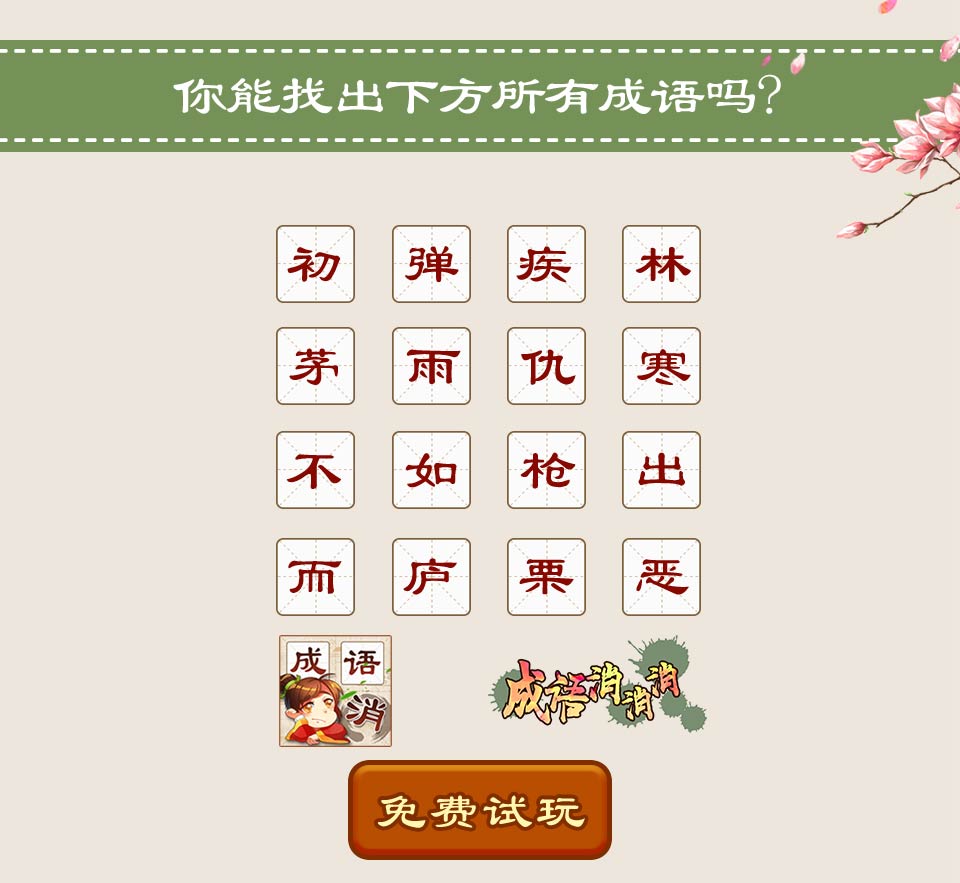 你能找出下方所有成语吗?
初 弹 疾 林
茅 雨 仇 寒
不 如 枪 出
而 庐 栗 恶
成 语
消
成语消消消
免费试玩